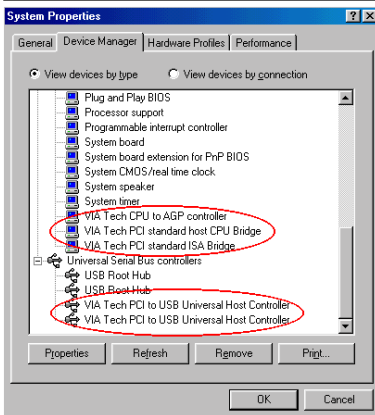 System Properties
General Device Manager Hardware Profiles Performance
View devices by type View devices by connection
Plug and Play BIOS
Processor support
Programmable interrupt controller
System board
System board extension for PnP BIOS
System CMOS/real time clock
System speaker
System timer
VIA Tech CPU to AGP controller
VIA Tech PCI standard host CPU Bridge
VIA Tech PCI standard ISA Bridge
Universal Serial Bus controllers
USB Root Hub
USB Root Hub
VIA Tech PCI to USB Universal Host Controller
VIA Tech PCI to USB Universal Host Controller
Properties Refresh Remove Print...
OK Cancel